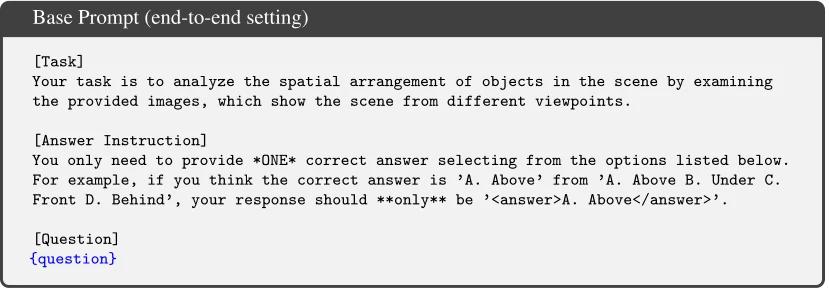 Base Prompt (end-to-end setting)
[Task]
Your task is to analyze the spatial arrangement of objects in the scene by examining
the provided images, which show the scene from different viewpoints.
[Answer Instruction]
You only need to provide *ONE* correct answer selecting from the options listed below.
For example, if you think the correct answer is ’A. Above’ from ’A. Above B. Under C.
Front D. Behind’, your response should **only** be ’<answer>A. Above</answer>’.
[Question]
{question}